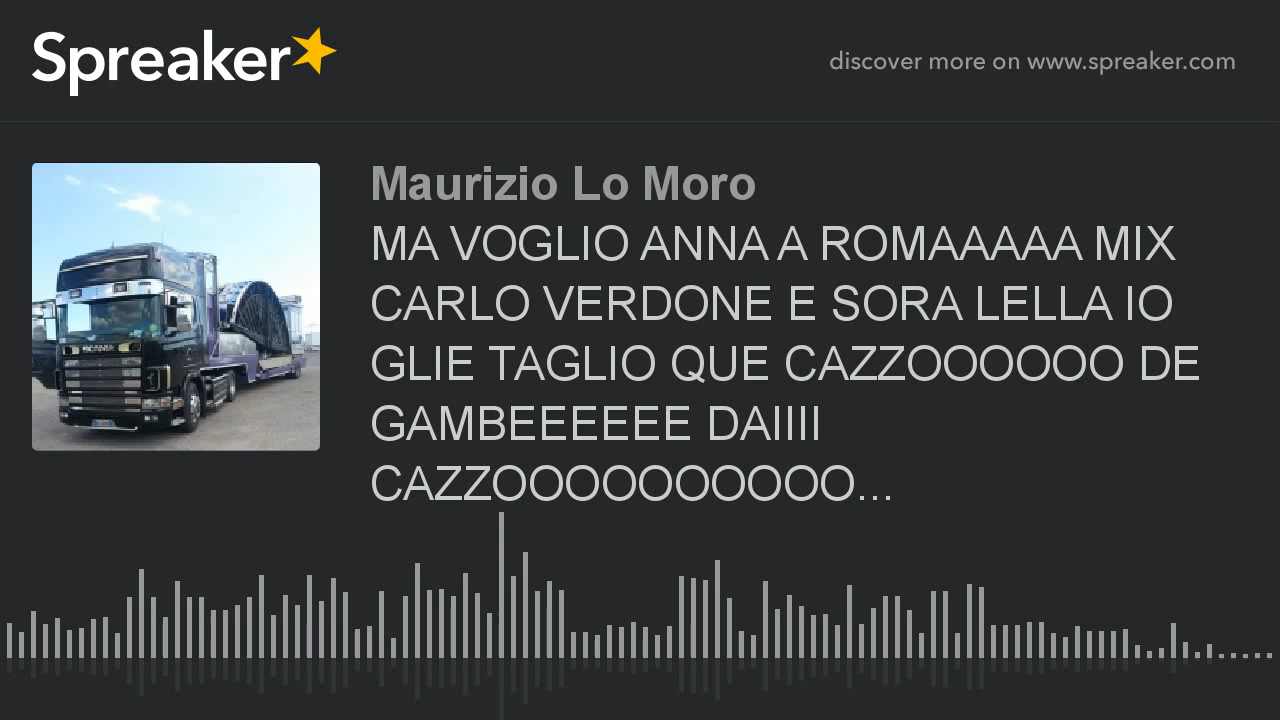 Spreaker
discover more on www.spreaker.com
Maurizio Lo Moro
MA VOGLIO ANNA A ROMAAAAA MIX
CARLO VERDONE E SORA LELLA IO
GLIE TAGLIO QUE CAZZOOOOOO DE
GAMBEEEEEE DAIIII
CAZZOOOOOOOOOO...